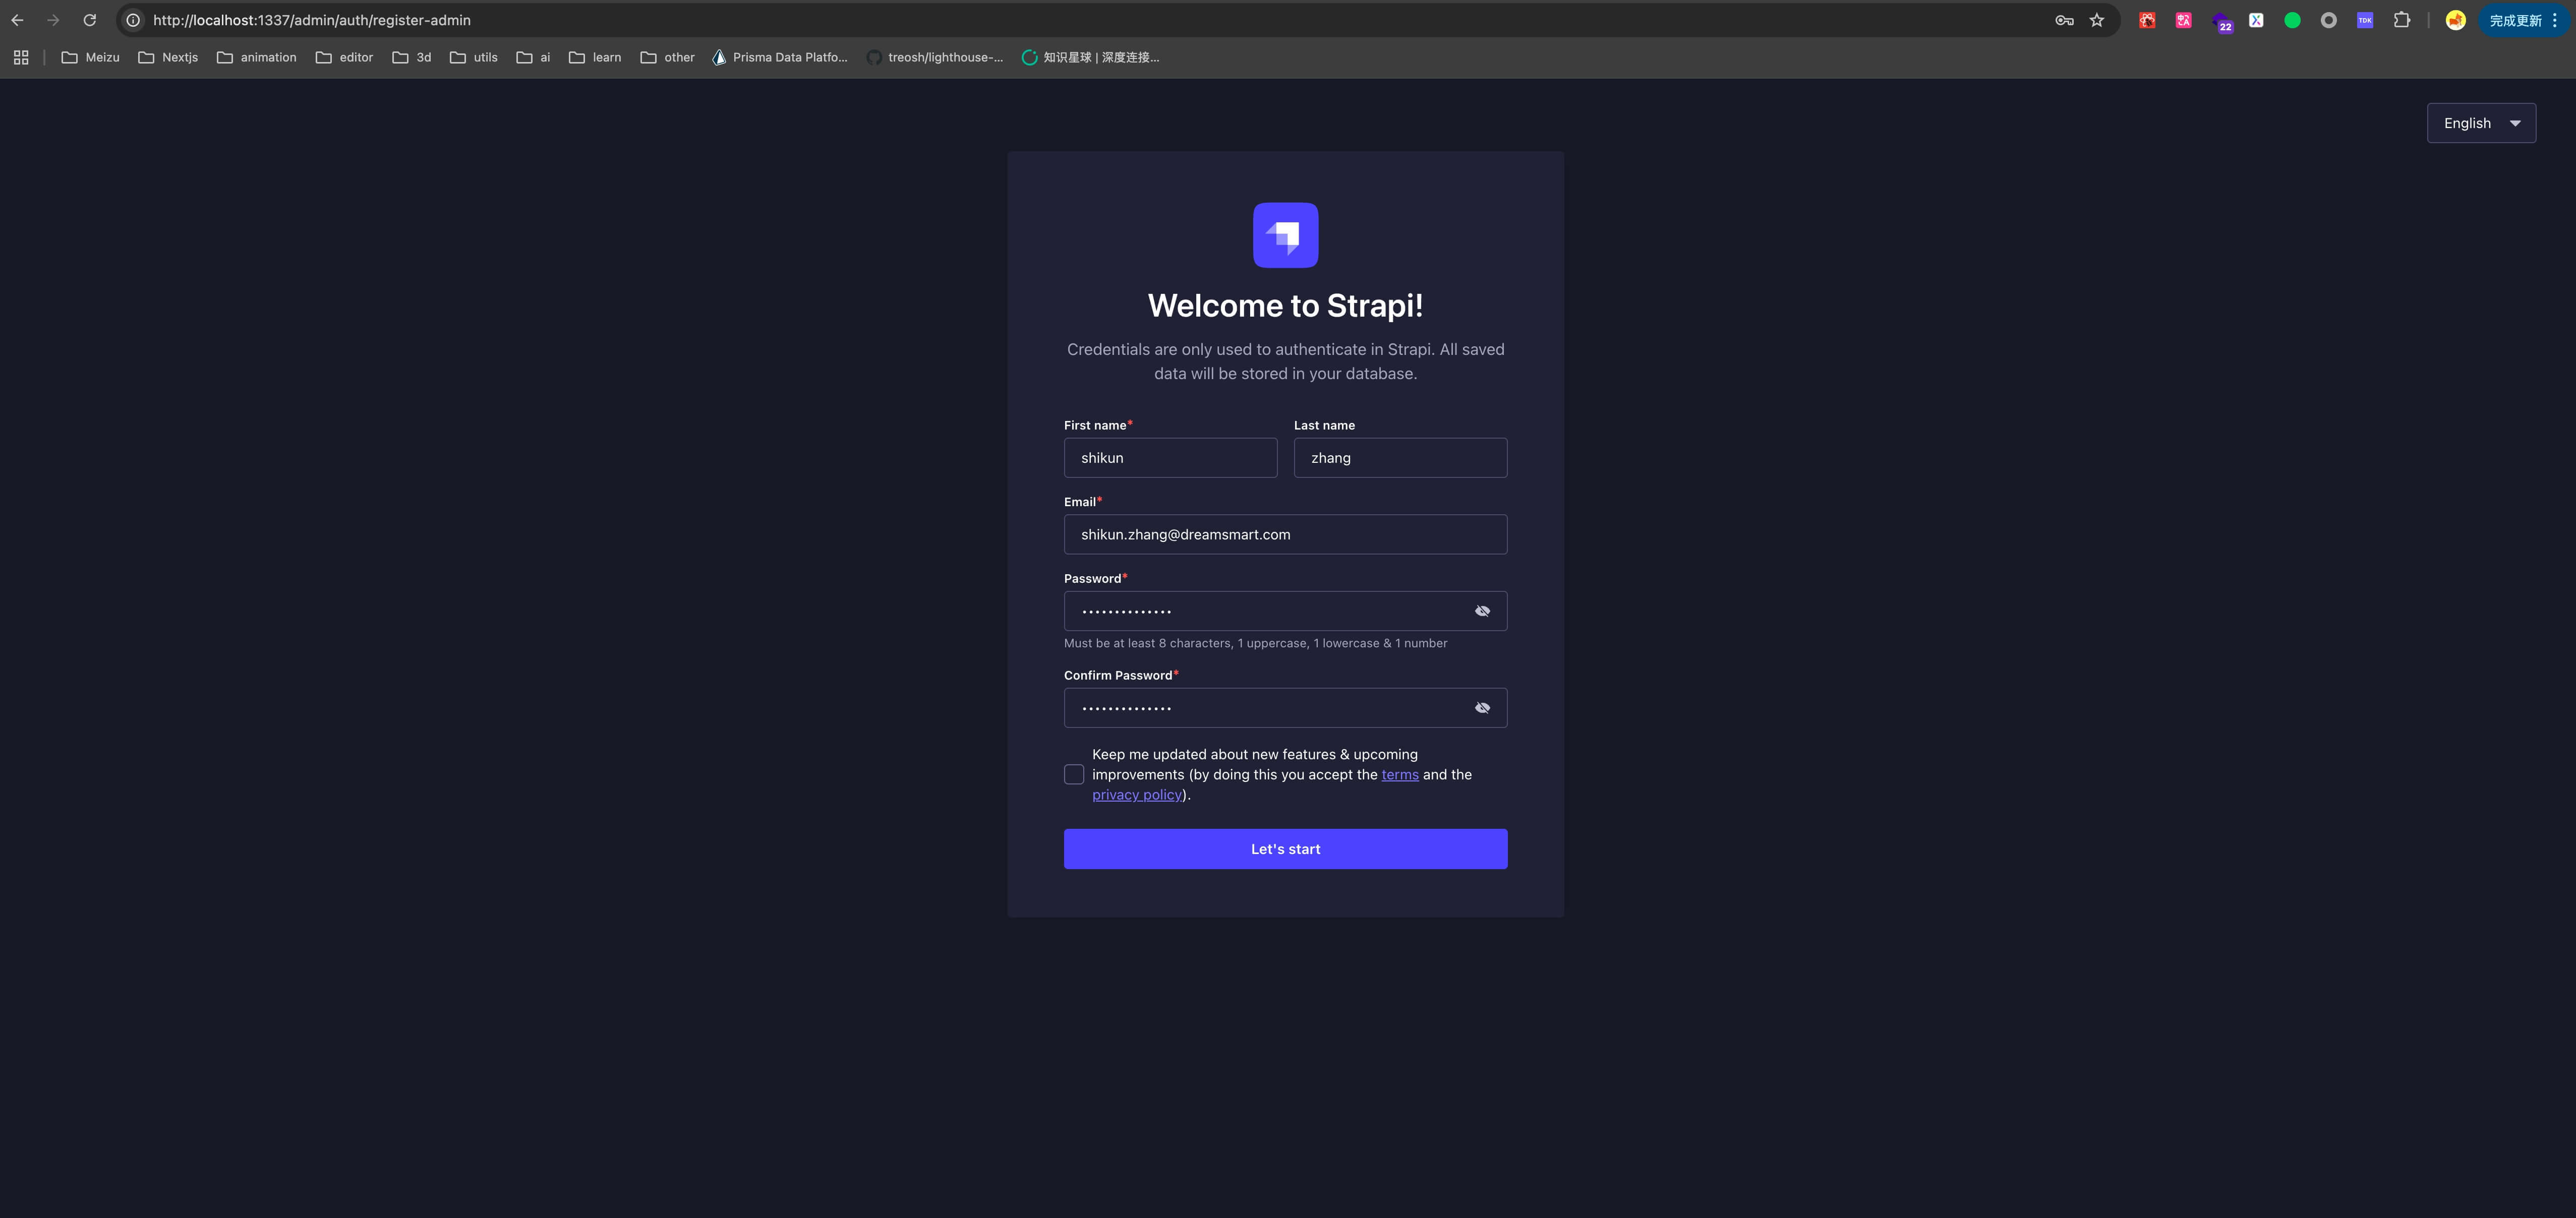 http://localhost:1337/admin/auth/register-admin
22
TDK
完成更新
Meizu
Nextjs
animation
editor
3d
utils
ai
learn
other
Prisma Data Platfo...
treosh/lighthouse-...
知识星球 | 深度连接...
English
Welcome to Strapi!
Credentials are only used to authenticate in Strapi. All saved
data will be stored in your database.
First name*
Last name
shikun
zhang
Email*
shikun.zhang@dreamsmart.com
Password*
••••••••••••••
Must be at least 8 characters, 1 uppercase, 1 lowercase & 1 number
Confirm Password*
••••••••••••••
Keep me updated about new features & upcoming
improvements (by doing this you accept the terms and the
privacy policy).
Let's start